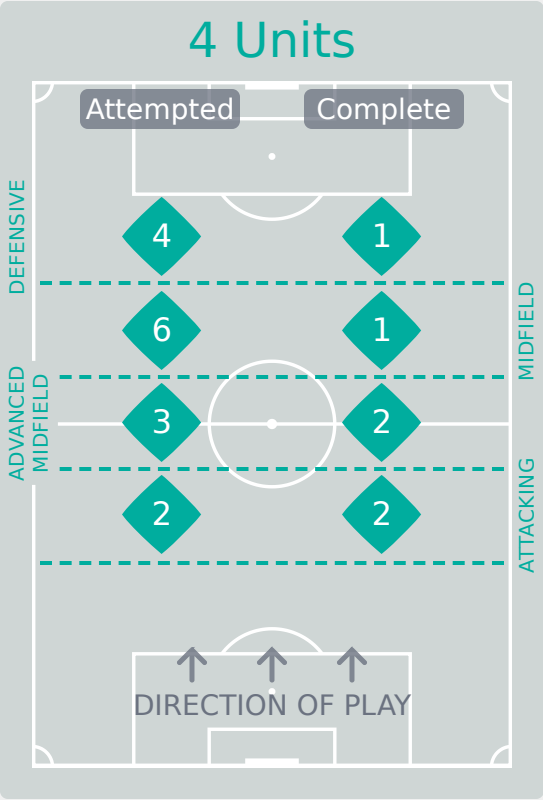 4 Units
Attempted Complete
DEFENSIVE
4 1
MIDFIELD
6 1
ADVANCED
MIDFIELD
3 2
ATTACKING
2 2
DIRECTION OF PLAY